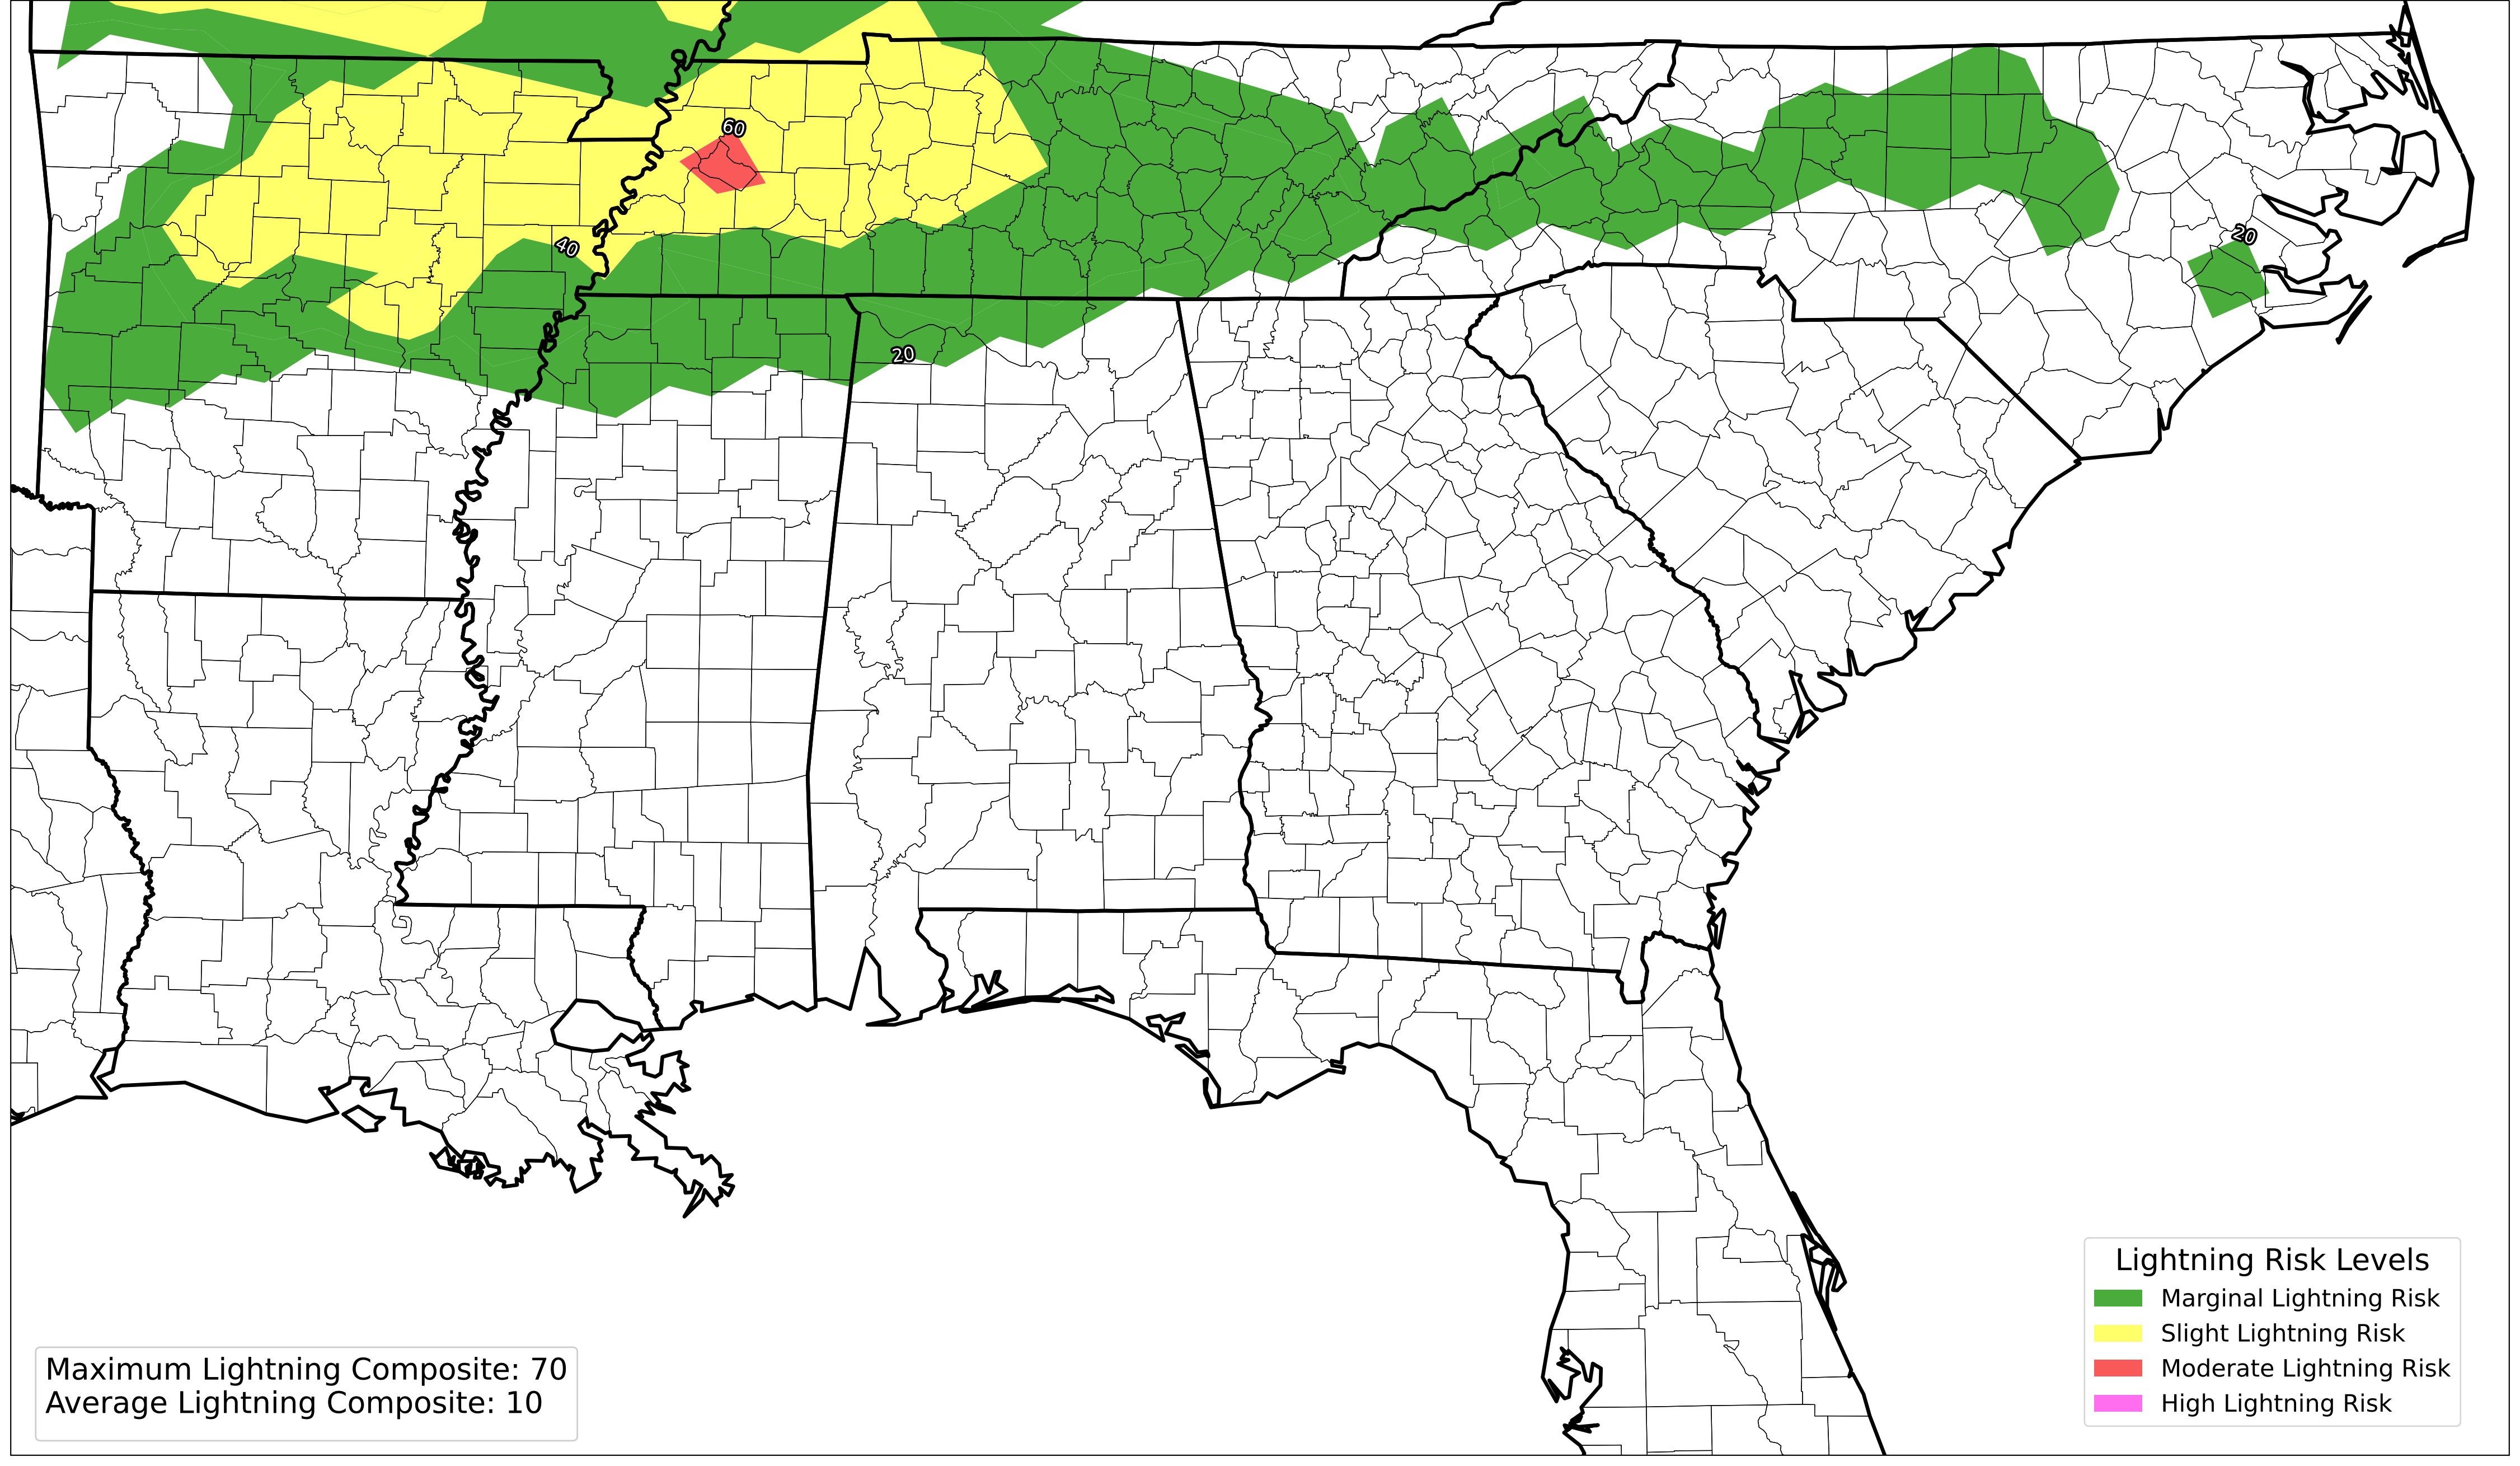 60
40
20
20
Lightning Risk Levels
Marginal Lightning Risk
Slight Lightning Risk
Moderate Lightning Risk
High Lightning Risk
Maximum Lightning Composite: 70
Average Lightning Composite: 10